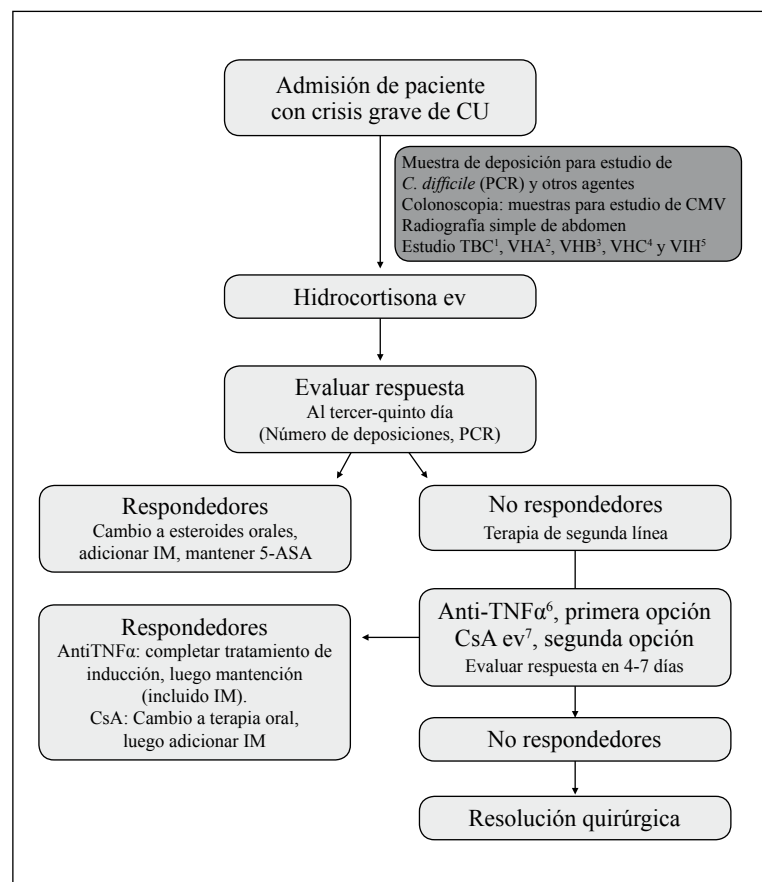 Admisión de paciente
con crisis grave de CU
Muestra de deposición para estudio de
C. difficile (PCR) y otros agentes
Colonoscopia: muestras para estudio de CMV
Radiografía simple de abdomen
Estudio TBC¹, VHA², VHB³, VHC⁴ y VIH⁵
Hidrocortisona ev
Evaluar respuesta
Al tercer-quinto día
(Número de deposiciones, PCR)
Respondedores
Cambio a esteroides orales,
adicionar IM, mantener 5-ASA
No respondedores
Terapia de segunda línea
Anti-TNFα⁶, primera opción
CsA ev⁷, segunda opción
Evaluar respuesta en 4-7 días
Respondedores
AntiTNFα: completar tratamiento de
inducción, luego mantención
(incluido IM).
CsA: Cambio a terapia oral,
luego adicionar IM
No respondedores
Resolución quirúrgica